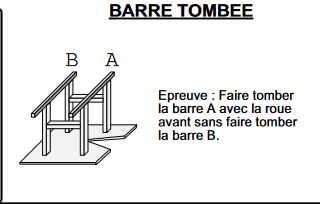 BARRE TOMBEE
B A
Epreuve : Faire tomber
la barre A avec la roue
avant sans faire tomber
la barre B.